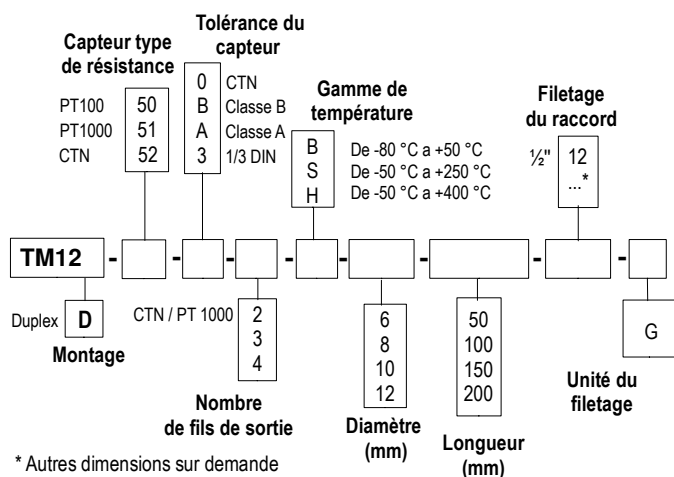 Capteur type
de résistance
Tolérance du
capteur
PT100 50
PT1000 51
CTN 52
0 CTN
B Classe B
A Classe A
3 1/3 DIN
Gamme de
température
B De -80 °C a +50 °C
S De -50 °C a +250 °C
H De -50 °C a +400 °C
Filetage
du raccord
½" 12
...*
TM12 - - - - - - - -
Duplex D
Montage
CTN / PT 1000 2
3
4
Nombre
de fils de sortie
6
8
10
12
Diamètre
(mm)
50
100
150
200
Longueur
(mm)
G
Unité du
filetage
* Autres dimensions sur demande